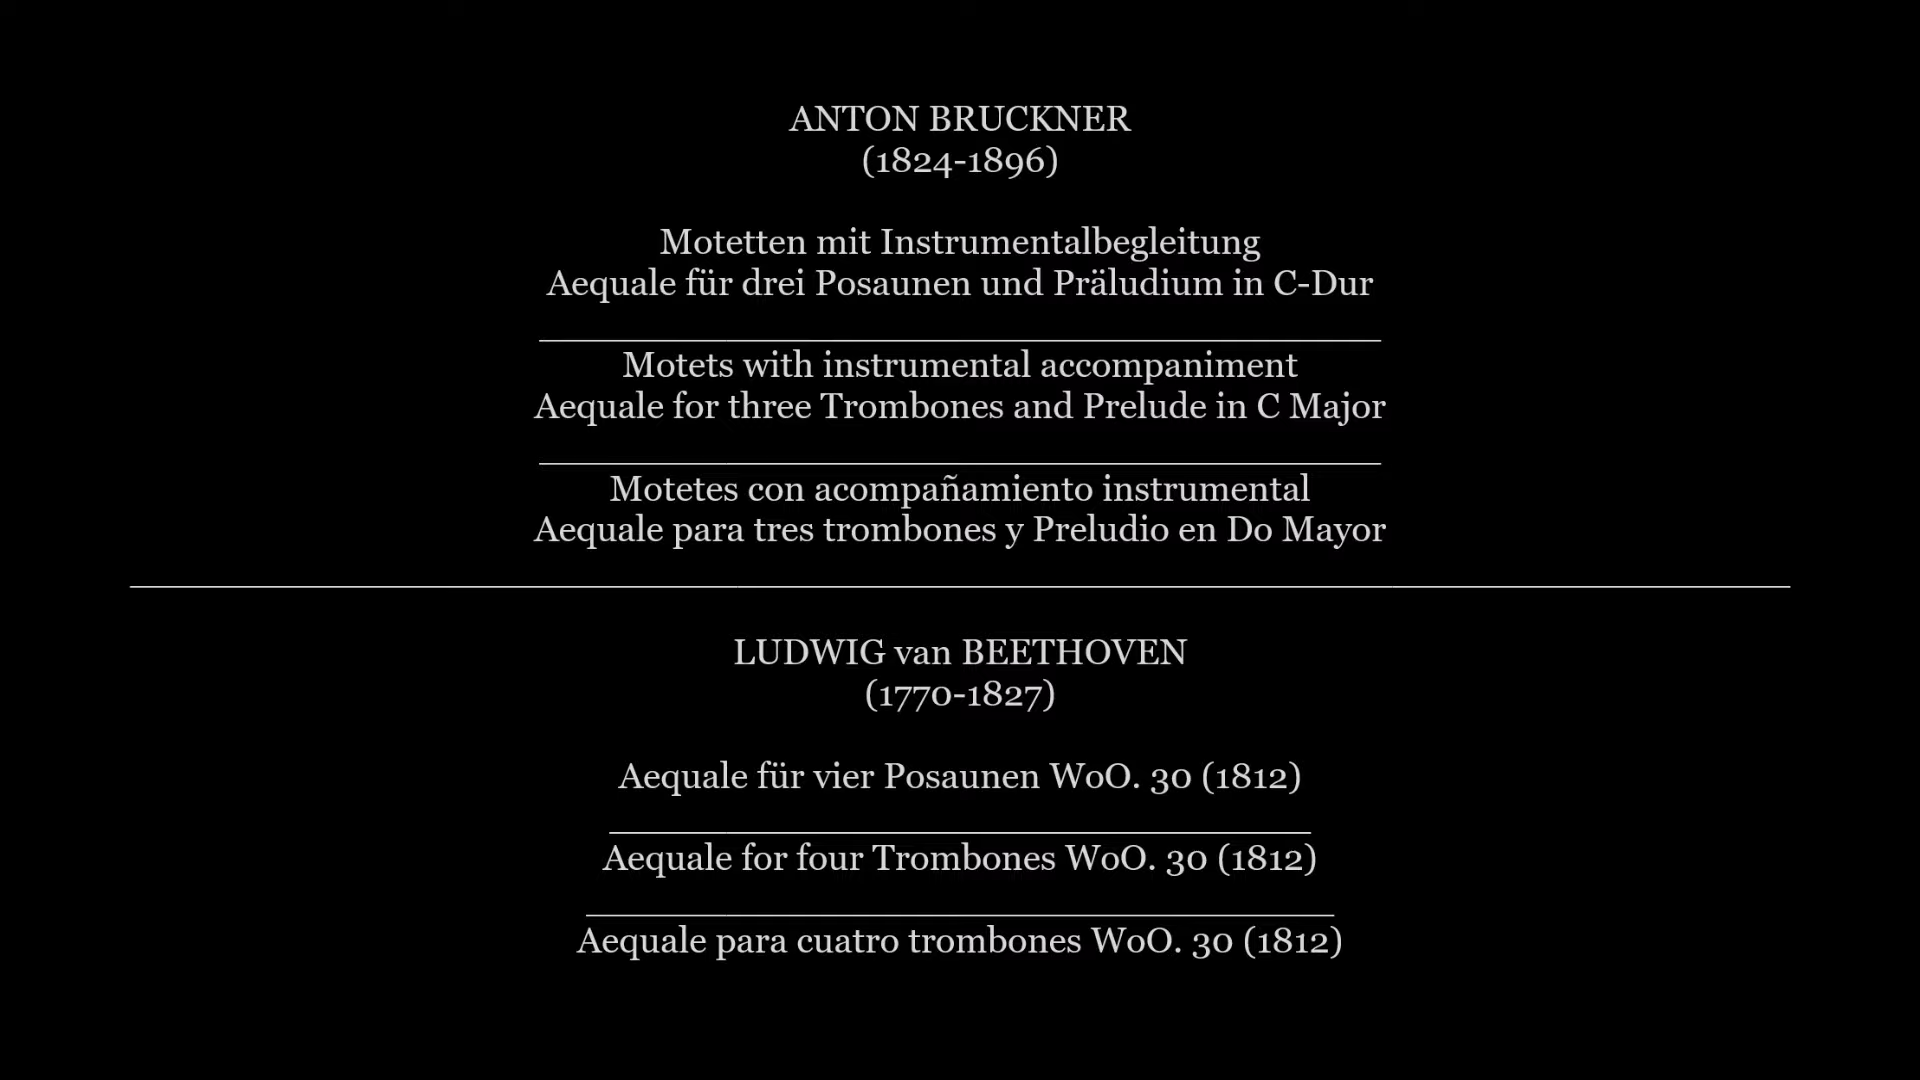 ANTON BRUCKNER
(1824-1896)
Motetten mit Instrumentalbegleitung
Aequale für drei Posaunen und Präludium in C-Dur
Motets with instrumental accompaniment
Aequale for three Trombones and Prelude in C Major
Motetes con acompañamiento instrumental
Aequale para tres trombones y Preludio en Do Mayor
LUDWIG van BEETHOVEN
(1770-1827)
Aequale für vier Posaunen WoO. 30 (1812)
Aequale for four Trombones WoO. 30 (1812)
Aequale para cuatro trombones WoO. 30 (1812)